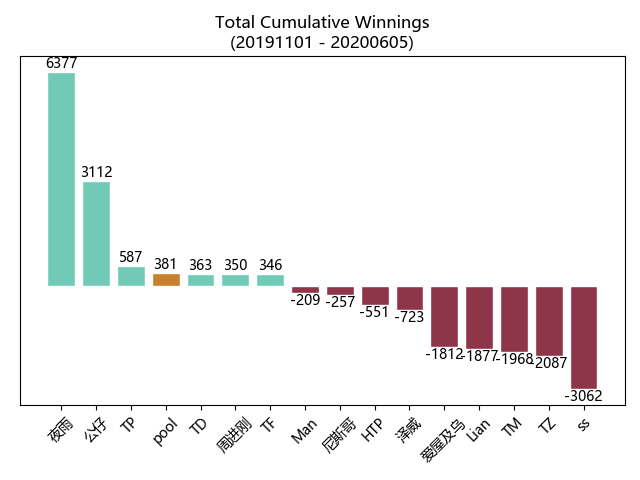 Total Cumulative Winnings
(20191101 - 20200605)
6377
3112
587
381
363
350
346
-209
-257
-551
-723
-1812
-1877
-1968
-2087
-3062
夜雨
公仔
TP
pool
TD
周进刚
TF
Man
尼斯哥
HTP
泽威
爱屋及乌
Lian
TM
TZ
ss